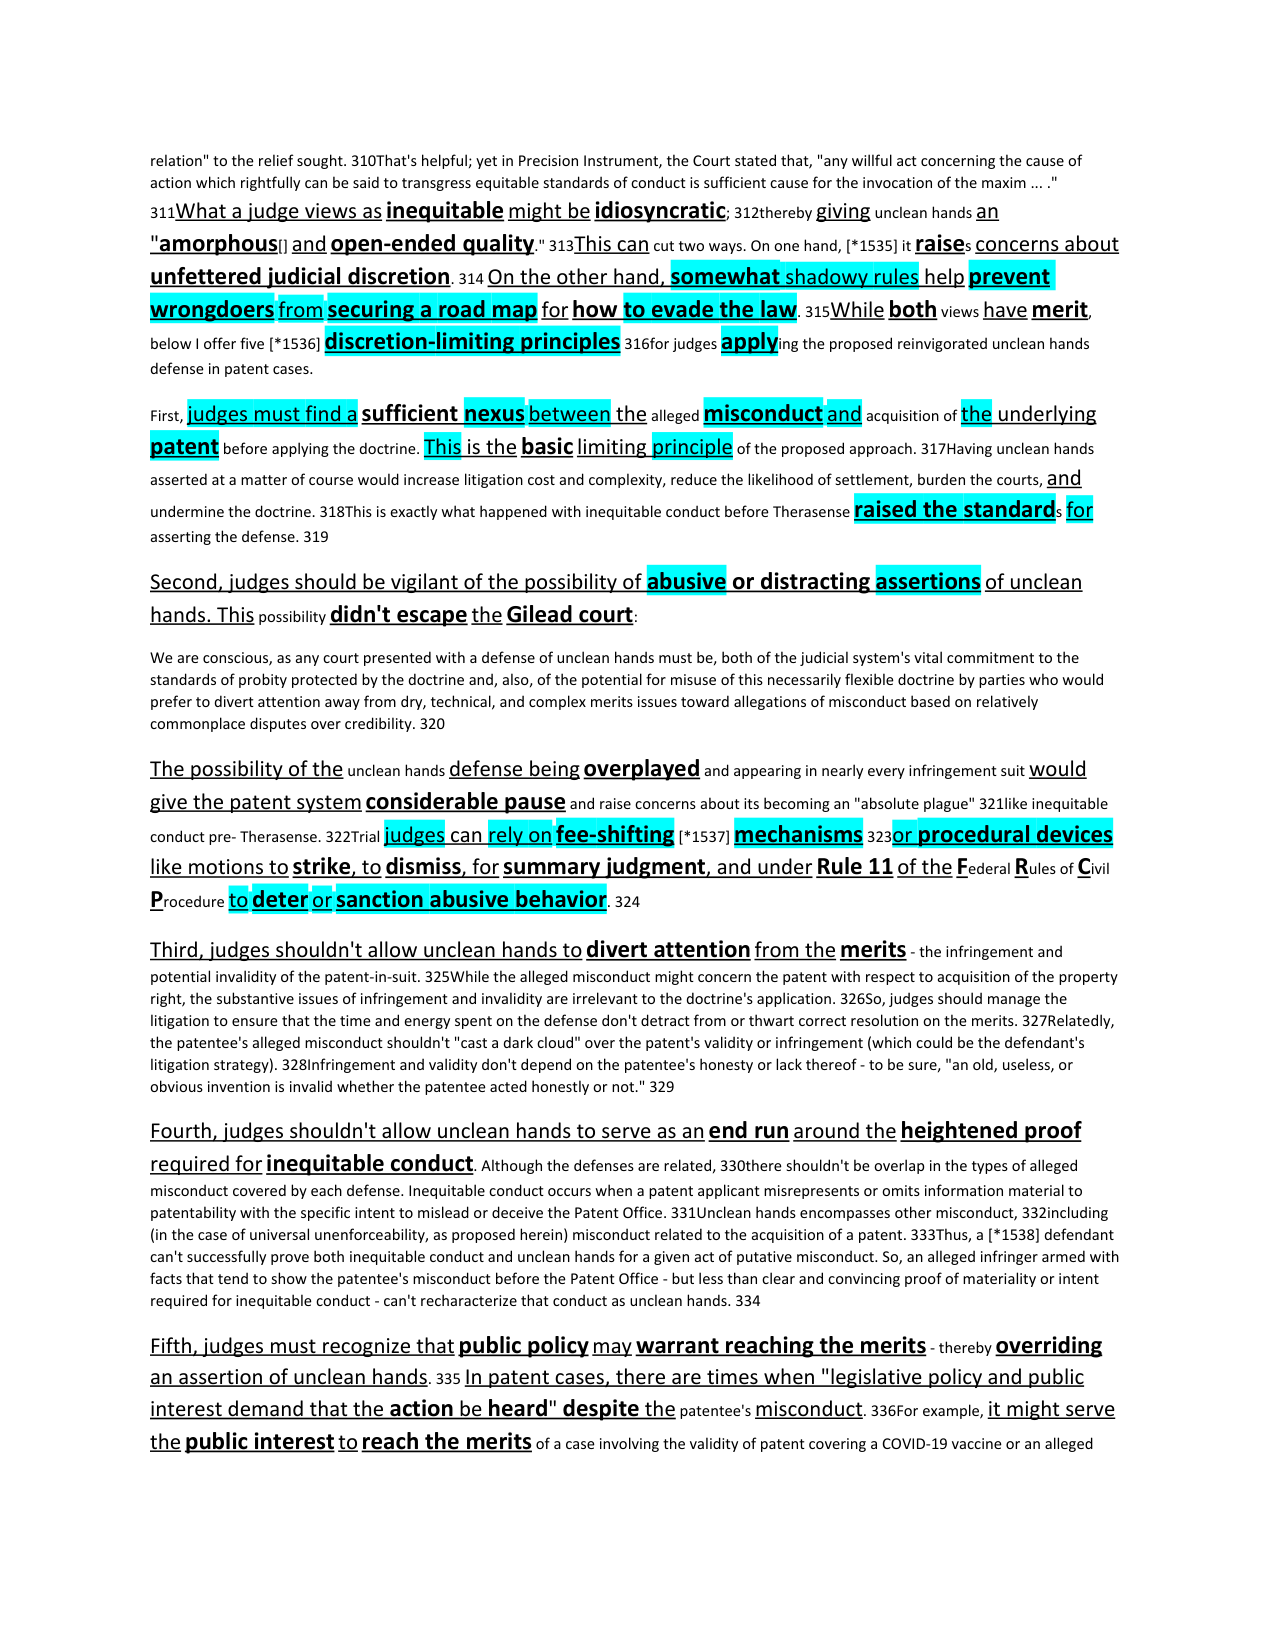 relation" to the relief sought. 310That's helpful; yet in Precision Instrument, the Court stated that, "any willful act concerning the cause of
action which rightfully can be said to transgress equitable standards of conduct is sufficient cause for the invocation of the maxim ... ."
311What a judge views as inequitable might be idiosyncratic; 312thereby giving unclean hands an
"amorphous[] and open-ended quality." 313This can cut two ways. On one hand, [*1535] it raises concerns about
unfettered judicial discretion. 314 On the other hand, somewhat shadowy rules help prevent
wrongdoers from securing a road map for how to evade the law. 315While both views have merit,
below I offer five [*1536] discretion-limiting principles 316for judges applying the proposed reinvigorated unclean hands
defense in patent cases.
First, judges must find a sufficient nexus between the alleged misconduct and acquisition of the underlying
patent before applying the doctrine. This is the basic limiting principle of the proposed approach. 317Having unclean hands
asserted at a matter of course would increase litigation cost and complexity, reduce the likelihood of settlement, burden the courts, and
undermine the doctrine. 318This is exactly what happened with inequitable conduct before Therasense raised the standards for
asserting the defense. 319
Second, judges should be vigilant of the possibility of abusive or distracting assertions of unclean
hands. This possibility didn't escape the Gilead court:
We are conscious, as any court presented with a defense of unclean hands must be, both of the judicial system's vital commitment to the
standards of probity protected by the doctrine and, also, of the potential for misuse of this necessarily flexible doctrine by parties who would
prefer to divert attention away from dry, technical, and complex merits issues toward allegations of misconduct based on relatively
commonplace disputes over credibility. 320
The possibility of the unclean hands defense being overplayed and appearing in nearly every infringement suit would
give the patent system considerable pause and raise concerns about its becoming an "absolute plague" 321like inequitable
conduct pre- Therasense. 322Trial judges can rely on fee-shifting [*1537] mechanisms 323or procedural devices
like motions to strike, to dismiss, for summary judgment, and under Rule 11 of the Federal Rules of Civil
Procedure to deter or sanction abusive behavior. 324
Third, judges shouldn't allow unclean hands to divert attention from the merits - the infringement and
potential invalidity of the patent-in-suit. 325While the alleged misconduct might concern the patent with respect to acquisition of the property
right, the substantive issues of infringement and invalidity are irrelevant to the doctrine's application. 326So, judges should manage the
litigation to ensure that the time and energy spent on the defense don't detract from or thwart correct resolution on the merits. 327Relatedly,
the patentee's alleged misconduct shouldn't "cast a dark cloud" over the patent's validity or infringement (which could be the defendant's
litigation strategy). 328Infringement and validity don't depend on the patentee's honesty or lack thereof - to be sure, "an old, useless, or
obvious invention is invalid whether the patentee acted honestly or not." 329
Fourth, judges shouldn't allow unclean hands to serve as an end run around the heightened proof
required for inequitable conduct. Although the defenses are related, 330there shouldn't be overlap in the types of alleged
misconduct covered by each defense. Inequitable conduct occurs when a patent applicant misrepresents or omits information material to
patentability with the specific intent to mislead or deceive the Patent Office. 331Unclean hands encompasses other misconduct, 332including
(in the case of universal unenforceability, as proposed herein) misconduct related to the acquisition of a patent. 333Thus, a [*1538] defendant
can't successfully prove both inequitable conduct and unclean hands for a given act of putative misconduct. So, an alleged infringer armed with
facts that tend to show the patentee's misconduct before the Patent Office - but less than clear and convincing proof of materiality or intent
required for inequitable conduct - can't recharacterize that conduct as unclean hands. 334
Fifth, judges must recognize that public policy may warrant reaching the merits - thereby overriding
an assertion of unclean hands. 335 In patent cases, there are times when "legislative policy and public
interest demand that the action be heard" despite the patentee's misconduct. 336For example, it might serve
the public interest to reach the merits of a case involving the validity of patent covering a COVID-19 vaccine or an alleged